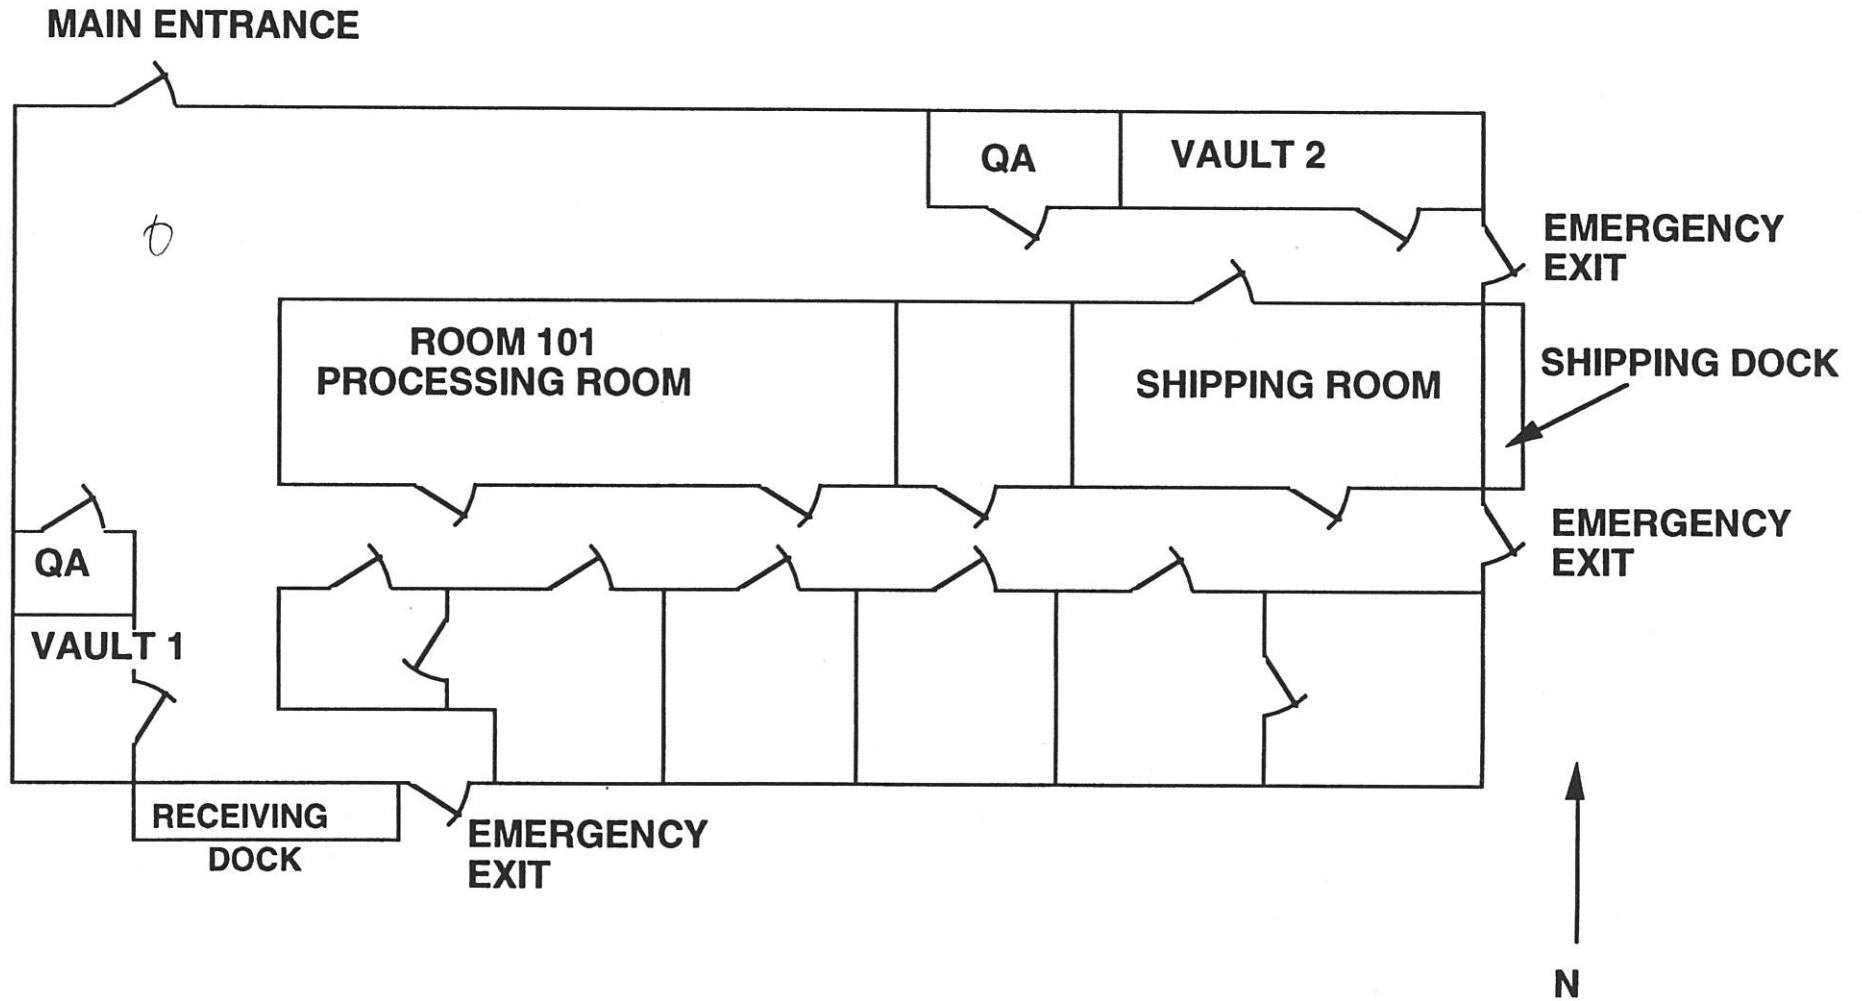 MAIN ENTRANCE
QA
VAULT 2
EMERGENCY
EXIT
ROOM 101
PROCESSING ROOM
SHIPPING ROOM
SHIPPING DOCK
QA
EMERGENCY
EXIT
VAULT 1
RECEIVING
DOCK
EMERGENCY
EXIT
N